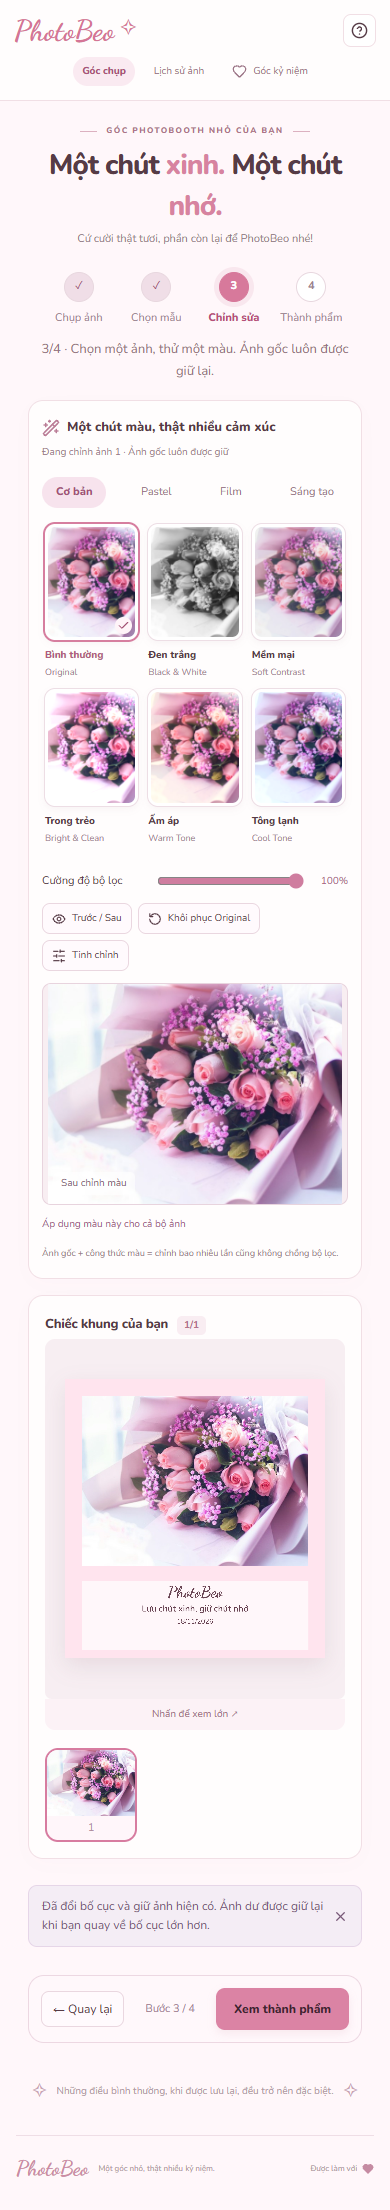 PhotoBeo
Góc chụp
Lịch sử ảnh
Góc kỷ niệm
GÓC PHOTOBOOTH NHỎ CỦA BẠN
Một chút xinh. Một chút
nhớ.
Cứ cười thật tươi, phần còn lại để PhotoBeo nhé!
✓
✓
3
4
Chụp ảnh
Chọn mẫu
Chỉnh sửa
Thành phẩm
3/4 · Chọn một ảnh, thử một màu. Ảnh gốc luôn được
giữ lại.
Một chút màu, thật nhiều cảm xúc
Đang chỉnh ảnh 1 · Ảnh gốc luôn được giữ
Cơ bản
Pastel
Film
Sáng tạo
Bình thường
Đen trắng
Mềm mại
Original
Black & White
Soft Contrast
Trong trẻo
Ấm áp
Tông lạnh
Bright & Clean
Warm Tone
Cool Tone
Cường độ bộ lọc
100%
Trước / Sau
Khôi phục Original
Tinh chỉnh
Sau chỉnh màu
Áp dụng màu này cho cả bộ ảnh
Ảnh gốc + công thức màu = chỉnh bao nhiêu lần cũng không chồng bộ lọc.
Chiếc khung của bạn
1/1
PhotoBeo
Lưu chút xinh, giữ chút nhớ
Nhấn để xem lớn ↗
1
Đã đổi bố cục và giữ ảnh hiện có. Ảnh dư được giữ lại
khi bạn quay về bố cục lớn hơn.
← Quay lại
Bước 3 / 4
Xem thành phẩm
Những điều bình thường, khi được lưu lại, đều trở nên đặc biệt.
PhotoBeo
Một góc nhỏ, thật nhiều kỷ niệm.
Được làm với